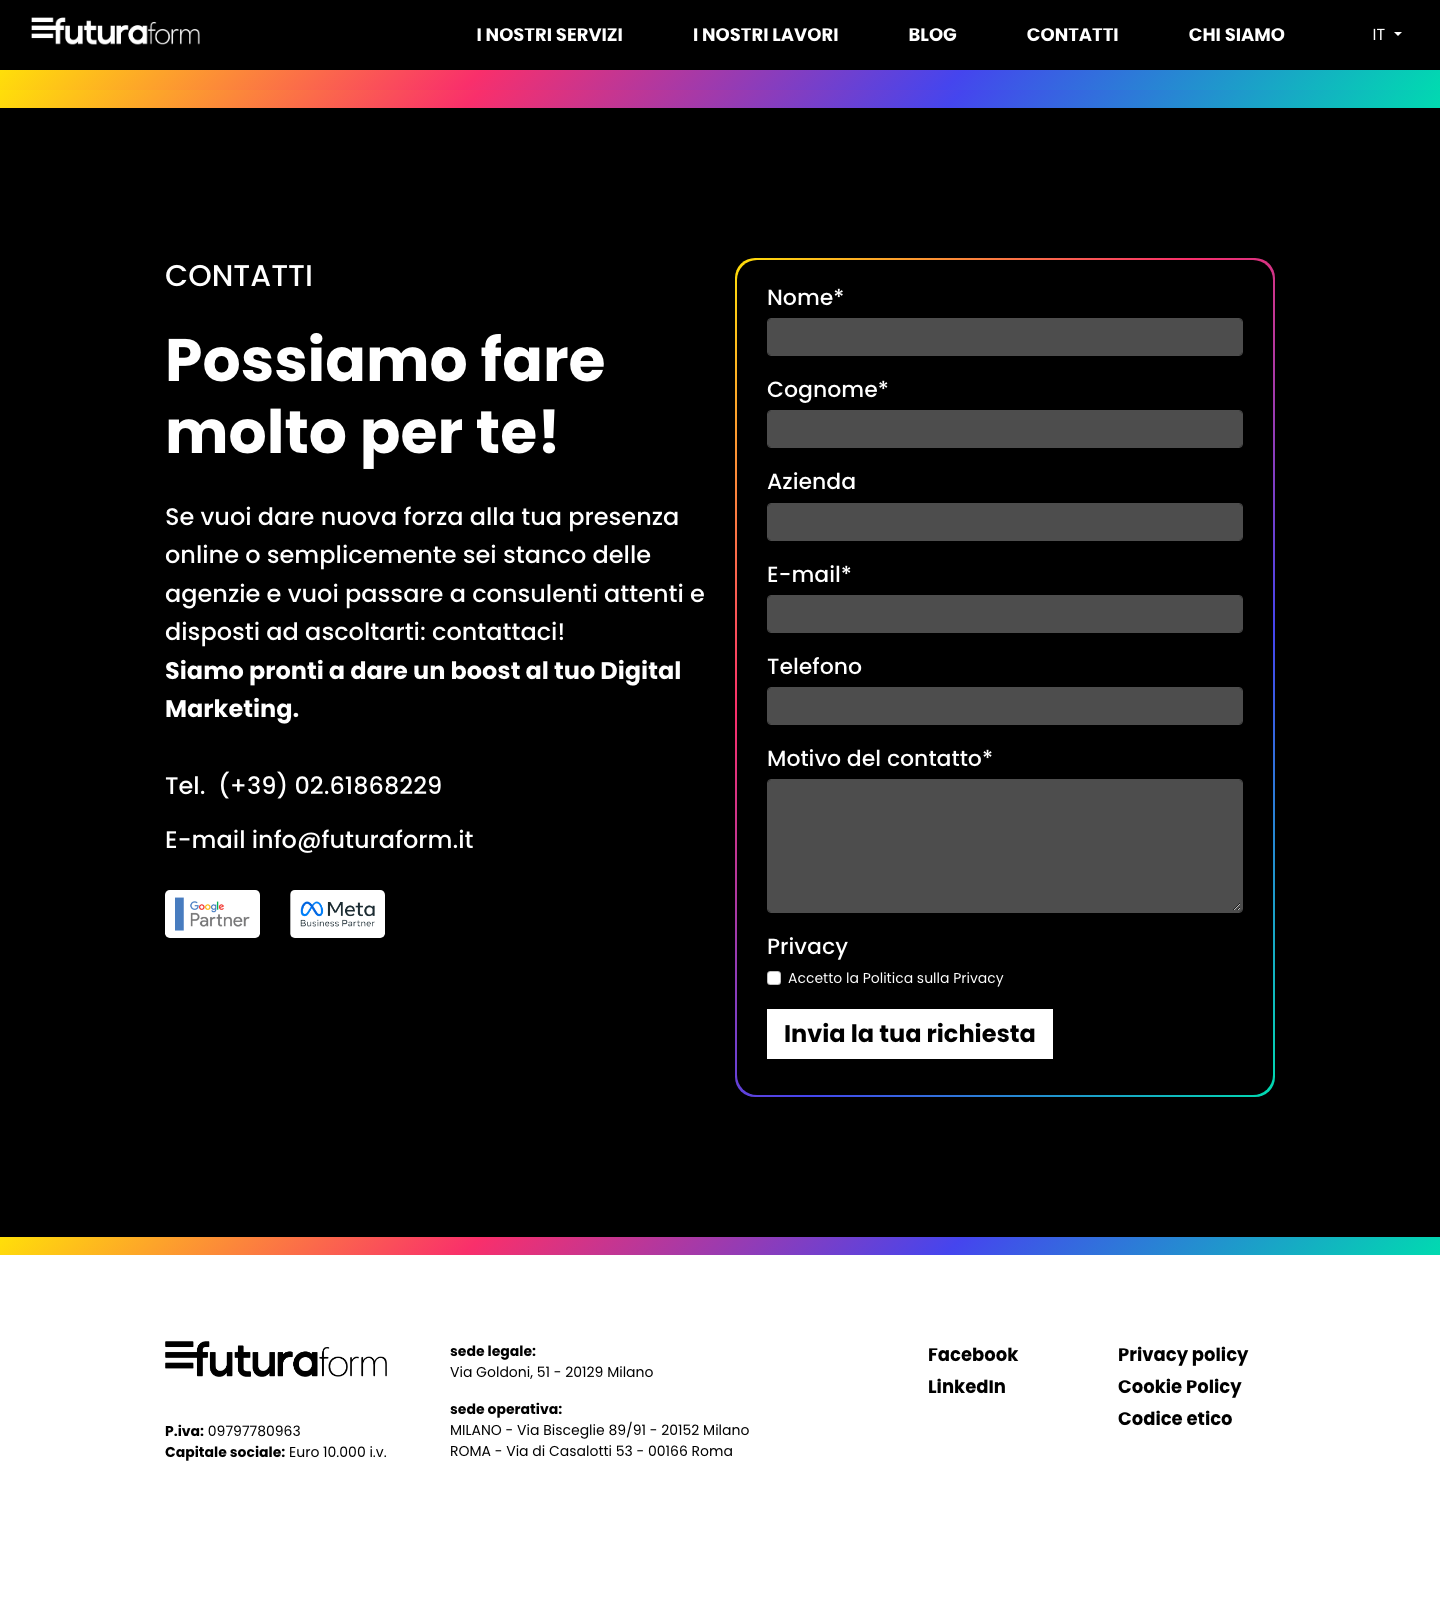 futuraform
I NOSTRI SERVIZI
I NOSTRI LAVORI
BLOG
CONTATTI
CHI SIAMO
IT
CONTATTI
Possiamo fare
molto per te!
Se vuoi dare nuova forza alla tua presenza
online o semplicemente sei stanco delle
agenzie e vuoi passare a consulenti attenti e
disposti ad ascoltarti: contattaci!
Siamo pronti a dare un boost al tuo Digital
Marketing.
Tel.  (+39) 02.61868229
E-mail info@futuraform.it
Google
Partner
Meta
Business Partner
Nome*
Cognome*
Azienda
E-mail*
Telefono
Motivo del contatto*
Privacy
Accetto la Politica sulla Privacy
Invia la tua richiesta
futuraform
P.iva: 09797780963
Capitale sociale: Euro 10.000 i.v.
sede legale:
Via Goldoni, 51 - 20129 Milano
sede operativa:
MILANO - Via Bisceglie 89/91 - 20152 Milano
ROMA - Via di Casalotti 53 - 00166 Roma
Facebook
LinkedIn
Privacy policy
Cookie Policy
Codice etico